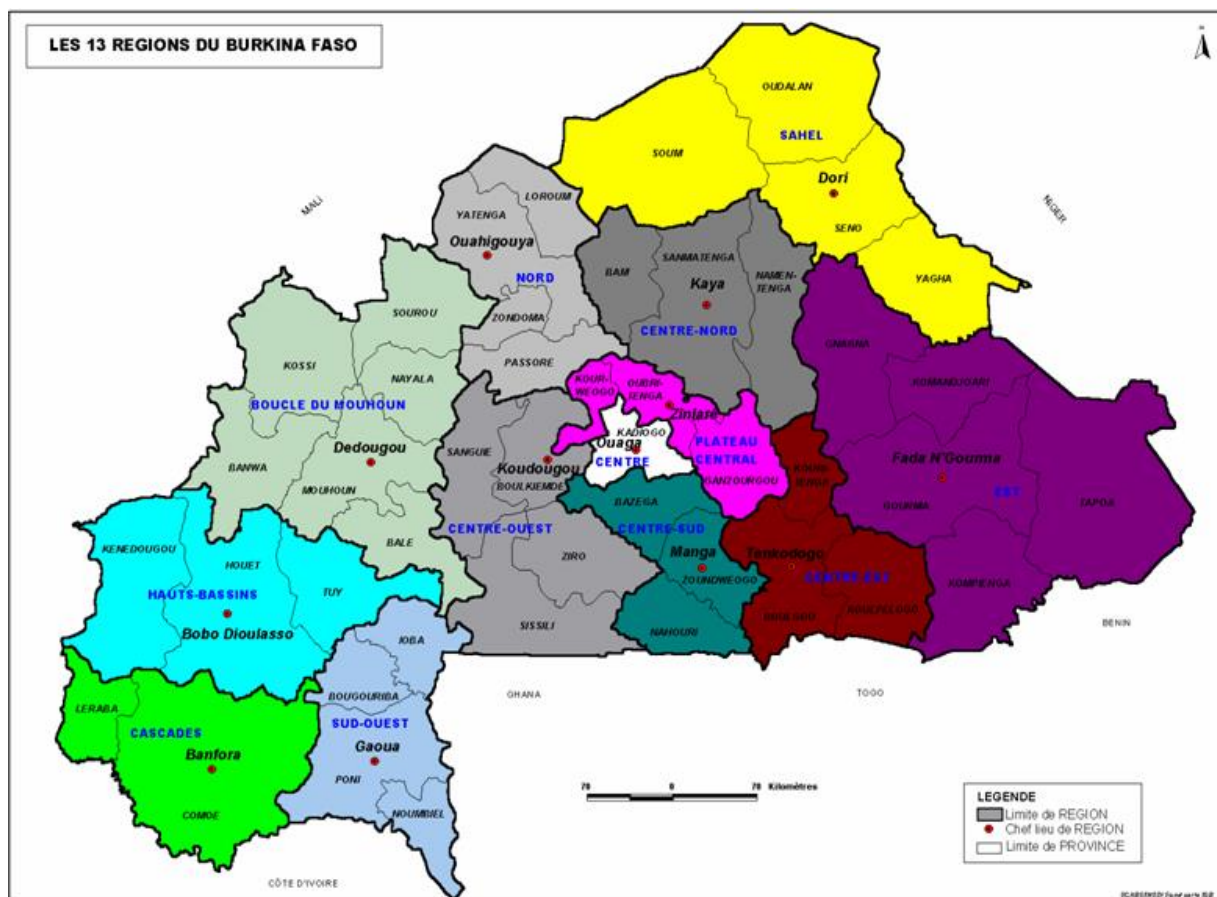 LES 13 REGIONS DU BURKINA FASO
OUDALAN
SAHEL
SOUM
Dori
SENO
YAGHA
MALI
NIGER
LOROUM
YATENGA
Ouahigouya
NORD
ZONDOMA
PASSORE
BAM
SANMATENGA
NAMEN-
TENGA
Kaya
CENTRE-NORD
SOUROU
KOSSI
NAYALA
BOUCLE DU MOUHOUN
Dedougou
BANWA
MOUHOUN
BALE
KOUR-
WEOGO
OUBRI-
TENGA
Ziniaré
PLATEAU
CENTRAL
GANZOURGOU
KADIOGO
Ouaga
CENTRE
SANGUIE
Koudougou
BOULKIEMDE
CENTRE-OUEST
ZIRO
SISSILI
BAZEGA
CENTRE-SUD
Manga
ZOUNDWEOGO
NAHOURI
GNAGNA
KOMANDJOARI
Fada N'Gourma
EST
GOURMA
TAPOA
KOMPIENGA
KOURI-
TENGA
Tenkodogo
CENTRE-EST
BOULGOU
KOULPELOGO
KENEDOUGOU
HOUET
TUY
HAUTS-BASSINS
Bobo Dioulasso
IOBA
BOUGOURIBA
SUD-OUEST
Gaoua
PONI
NOUMBIEL
LERABA
CASCADES
Banfora
COMOE
GHANA
TOGO
BENIN
CÔTE D'IVOIRE
70 0 70 Kilomètres
LEGENDE
Limite de REGION
Chef lieu de REGION
Limite de PROVINCE